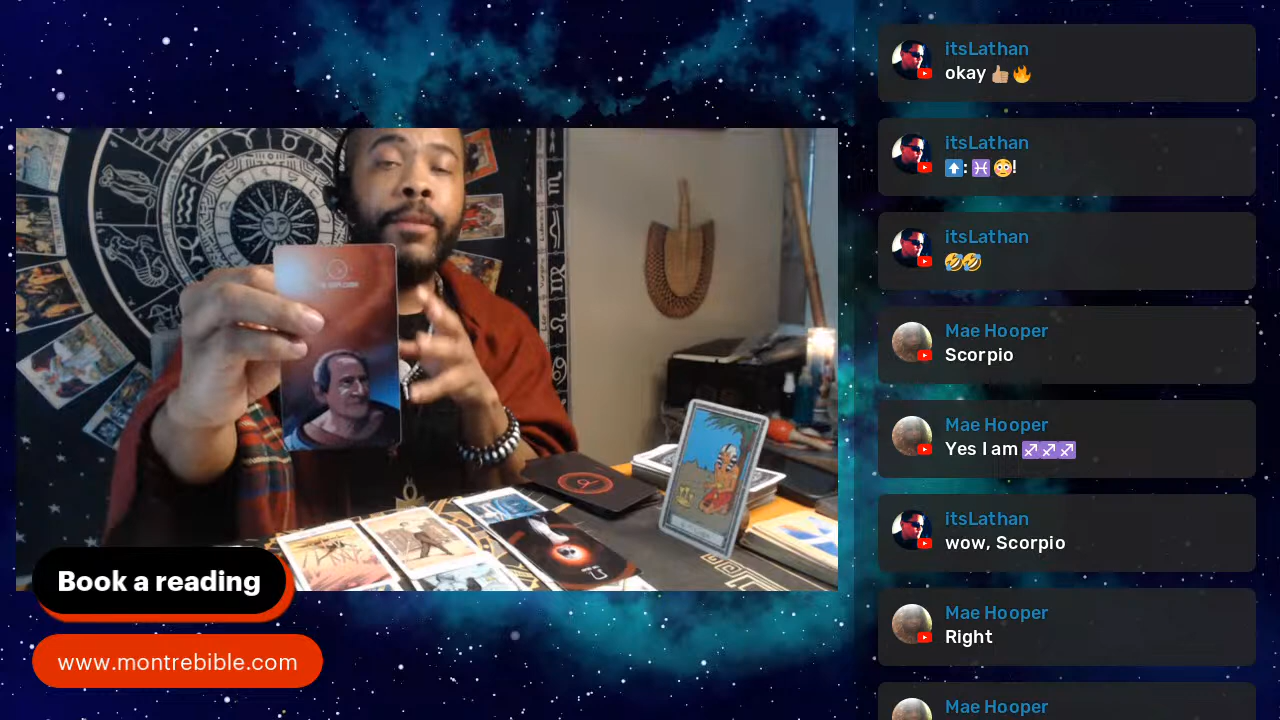 Book a reading
www.montrebible.com
itsLathan
okay 👍🏼🔥
itsLathan
⬆️: ♓ 😳!
itsLathan
🤣🤣
Mae Hooper
Scorpio
Mae Hooper
Yes I am ♐♐♐
itsLathan
wow, Scorpio
Mae Hooper
Right
Mae Hooper